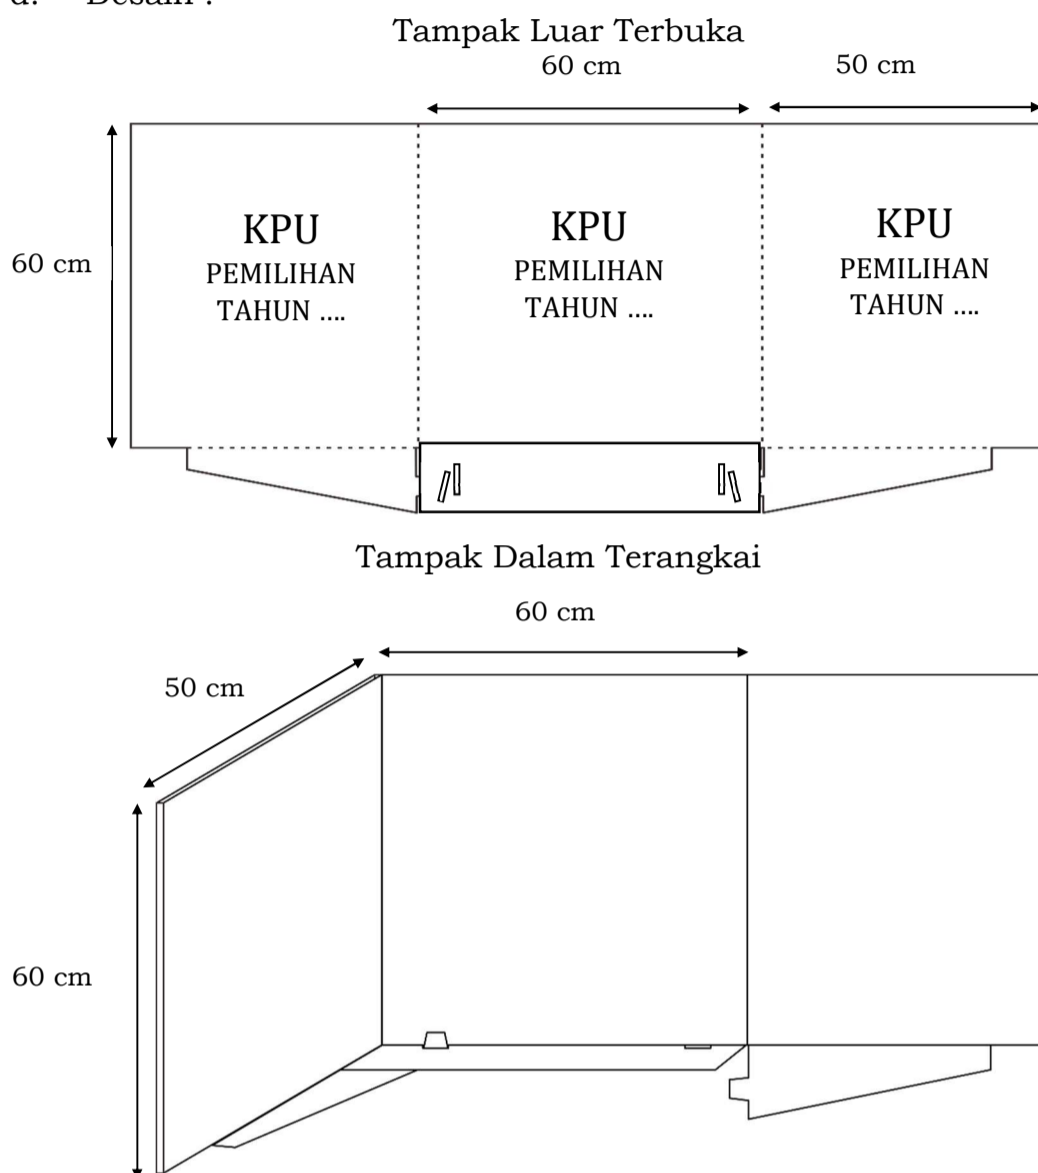 d. Desain :
Tampak Luar Terbuka
60 cm
50 cm
60 cm
KPU
PEMILIHAN
TAHUN ....
KPU
PEMILIHAN
TAHUN ....
KPU
PEMILIHAN
TAHUN ....
Tampak Dalam Terangkai
60 cm
50 cm
60 cm